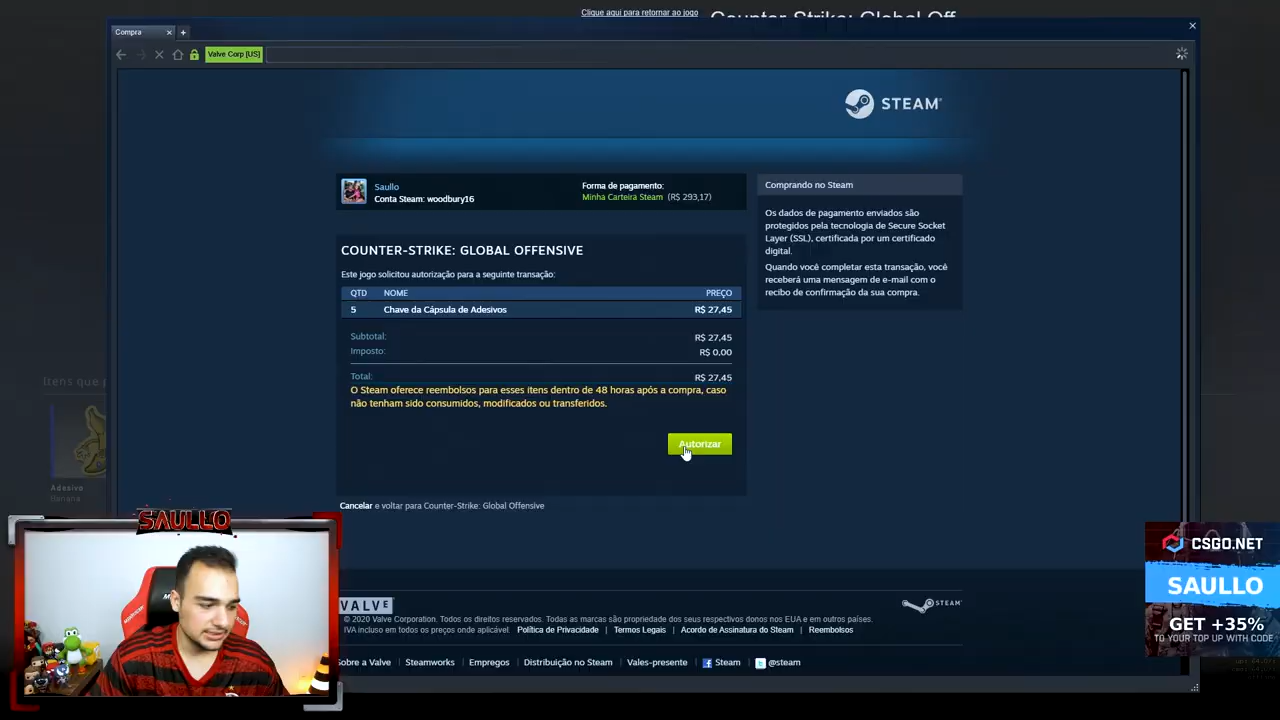 Clique aqui para retornar ao jogo
Compra
Valve Corp [US]
STEAM
Saullo
Conta Steam: woodbury16
Forma de pagamento:
Minha Carteira Steam (R$ 293,17)
Comprando no Steam
Os dados de pagamento enviados são
protegidos pela tecnologia de Secure Socket
Layer (SSL), certificada por um certificado
digital.
Quando você completar esta transação, você
receberá uma mensagem de e-mail com o
recibo de confirmação da sua compra.
COUNTER-STRIKE: GLOBAL OFFENSIVE
Este jogo solicitou autorização para a seguinte transação:
QTD NOME PREÇO
5 Chave da Cápsula de Adesivos R$ 27,45
Subtotal: R$ 27,45
Imposto: R$ 0,00
Total: R$ 27,45
O Steam oferece reembolsos para esses itens dentro de 48 horas após a compra, caso
não tenham sido consumidos, modificados ou transferidos.
Autorizar
Cancelar e voltar para Counter-Strike: Global Offensive
Itens que p
Adesivo
Banana
SAULLO
CSGO.NET
SAULLO
GET +35%
TO YOUR TOP UP WITH CODE
VALVE
STEAM
© 2020 Valve Corporation. Todos os direitos reservados. Todas as marcas são propriedade dos seus respectivos donos nos EUA e em outros países.
IVA incluso em todos os preços onde aplicável. Política de Privacidade | Termos Legais | Acordo de Assinatura do Steam | Reembolsos
Sobre a Valve | Steamworks | Empregos | Distribuição no Steam | Vales-presente | Steam | @steam